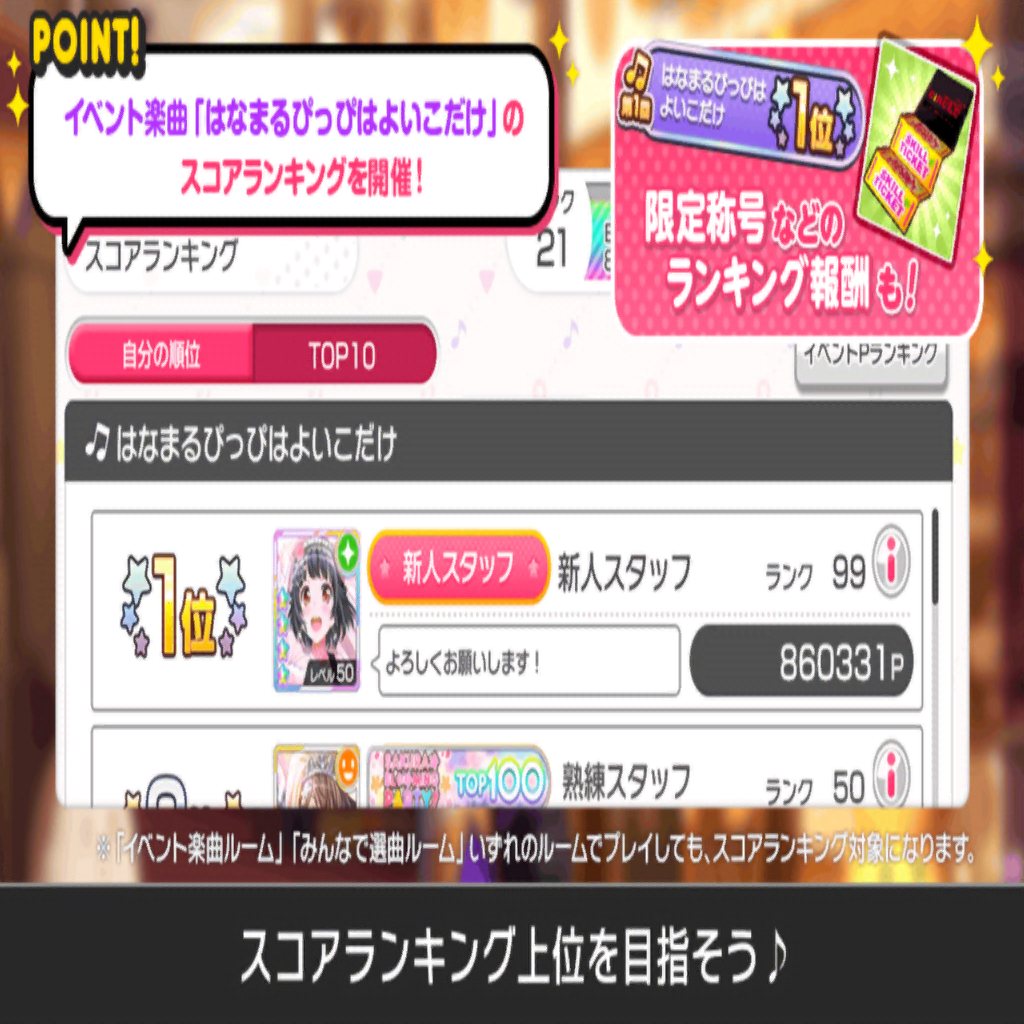 POINT!
イベント楽曲「はなまるぴっぴはよいこだけ」の
スコアランキングを開催！
第1回
はなまるぴっぴは
よいこだけ
1位
SKILL TICKET
SKILL TICKET
限定称号などの
ランキング報酬も！
スコアランキング
ク
21
自分の順位
TOP10
イベントPランキング
はなまるぴっぴはよいこだけ
1位
レベル50
新人スタッフ
新人スタッフ
ランク 99
よろしくお願いします！
860331P
TOP100
熟練スタッフ
ランク 50
※「イベント楽曲ルーム」「みんなで選曲ルーム」いずれのルームでプレイしても、スコアランキング対象になります。
スコアランキング上位を目指そう♪